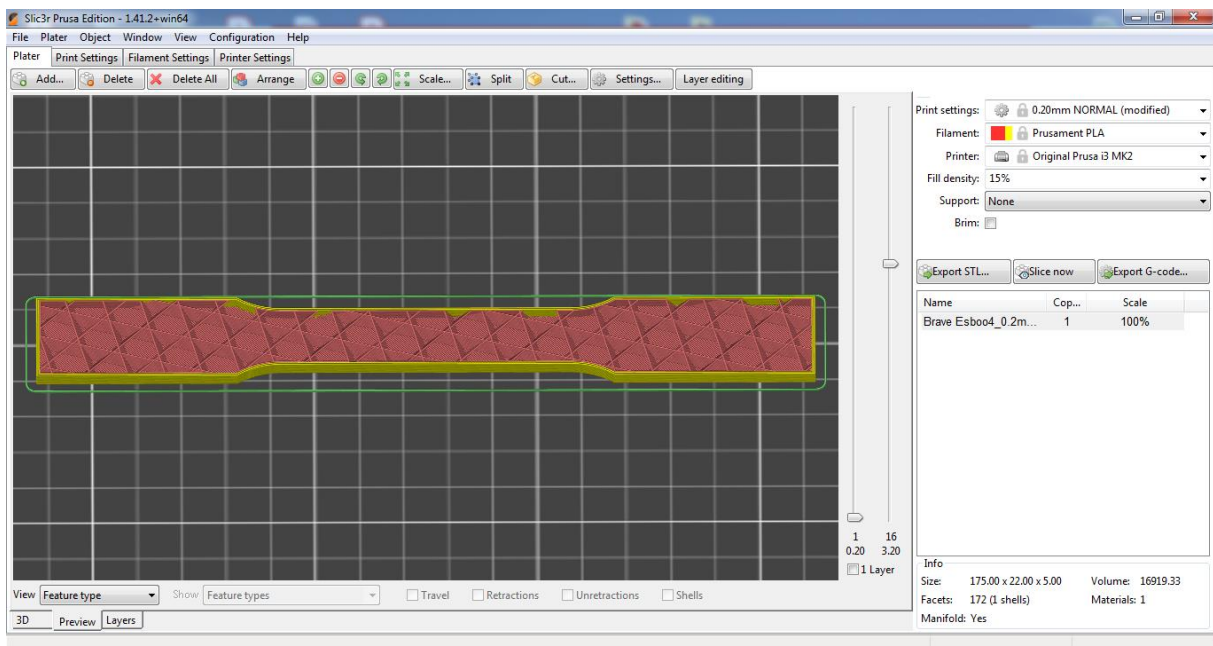 Slic3r Prusa Edition - 1.41.2+win64
File Plater Object Window View Configuration Help
Plater Print Settings Filament Settings Printer Settings
Add... Delete Delete All Arrange Scale... Split Cut... Settings... Layer editing
Print settings: 0.20mm NORMAL (modified)
Filament: Prusament PLA
Printer: Original Prusa i3 MK2
Fill density: 15%
Support: None
Brim:
Export STL... Slice now Export G-code...
Name Cop... Scale
Brave Esboo4_0.2m... 1 100%
1 16
0.20 3.20
1 Layer
Info
Size: 175.00 x 22.00 x 5.00 Volume: 16919.33
Facets: 172 (1 shells) Materials: 1
Manifold: Yes
View Feature type Show Feature types Travel Retractions Unretractions Shells
3D Preview Layers